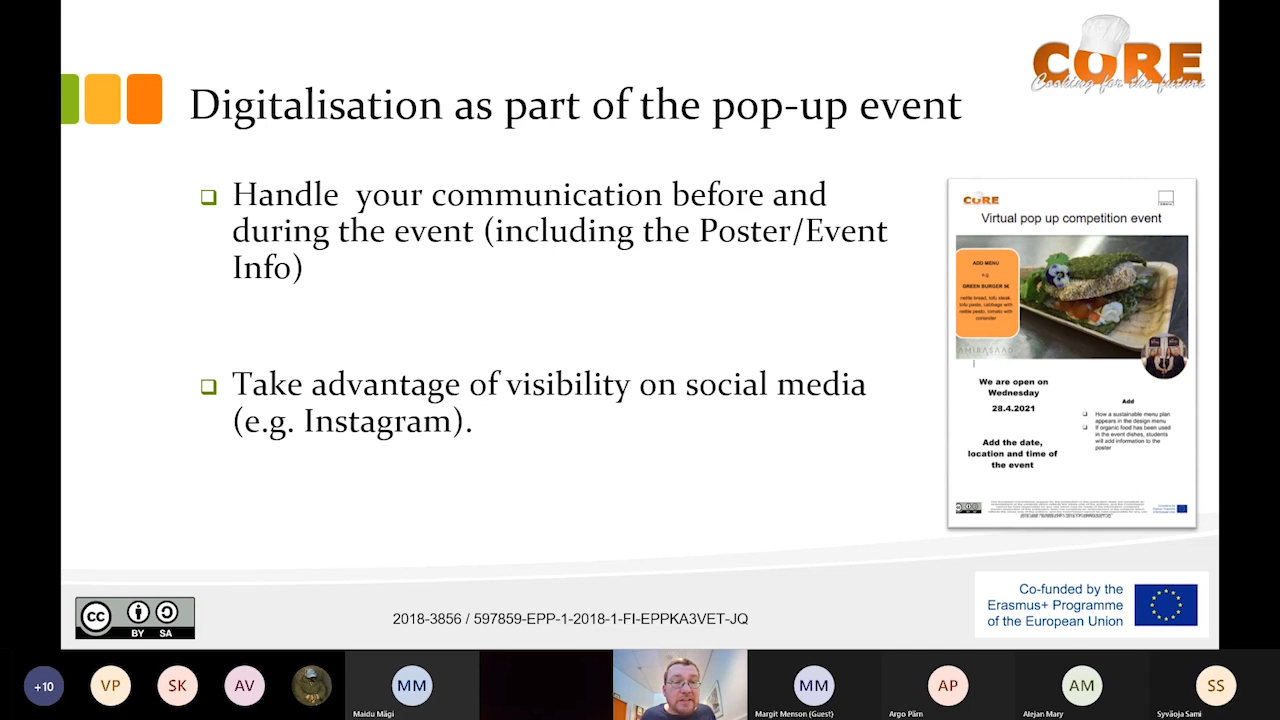 CORE
Cooking for the future
Digitalisation as part of the pop-up event
Handle your communication before and
during the event (including the Poster/Event
Info)
Take advantage of visibility on social media
(e.g. Instagram).
CORE
Virtual pop up competition event
ADD MENU
e.g.
GREEN BURGER 5€
nettle bread, tofu steak,
tofu paste, cabbage with
nettle pesto, tomato with
coriander
AMIRASAAD
We are open on
Wednesday
28.4.2021
Add the date,
location and time of
the event
Add
How a sustainable menu plan
appears in the design menu
If organic food has been used
in the event dishes, students
will add information to the
poster
cc BY SA
2018-3856 / 597859-EPP-1-2018-1-FI-EPPKA3VET-JQ
Co-funded by the
Erasmus+ Programme
of the European Union
+10
VP
SK
AV
MM
Maidu Mägi
MM
Margit Menson (Guest)
AP
Argo Pärn
AM
Alejan Mary
SS
Syväoja Sami